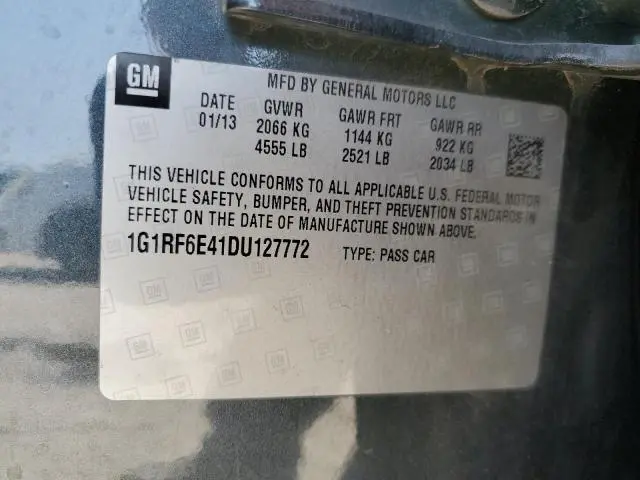 GM
MFD BY GENERAL MOTORS LLC
DATE GVWR GAWR FRT GAWR RR
01/13 2066 KG 1144 KG 922 KG
4555 LB 2521 LB 2034 LB
THIS VEHICLE CONFORMS TO ALL APPLICABLE U.S. FEDERAL MOTOR
VEHICLE SAFETY, BUMPER, AND THEFT PREVENTION STANDARDS IN
EFFECT ON THE DATE OF MANUFACTURE SHOWN ABOVE.
1G1RF6E41DU127772 TYPE: PASS CAR